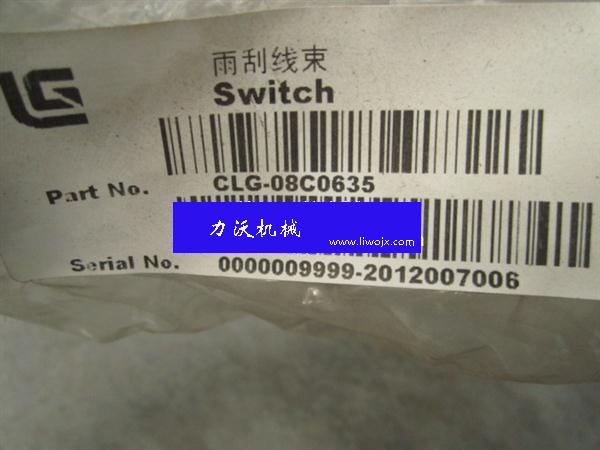 LG
雨刮线束
Switch
Part No. CLG-08C0635
力沃机械
www.liwojx.com
Serial No. 0000009999-2012007006